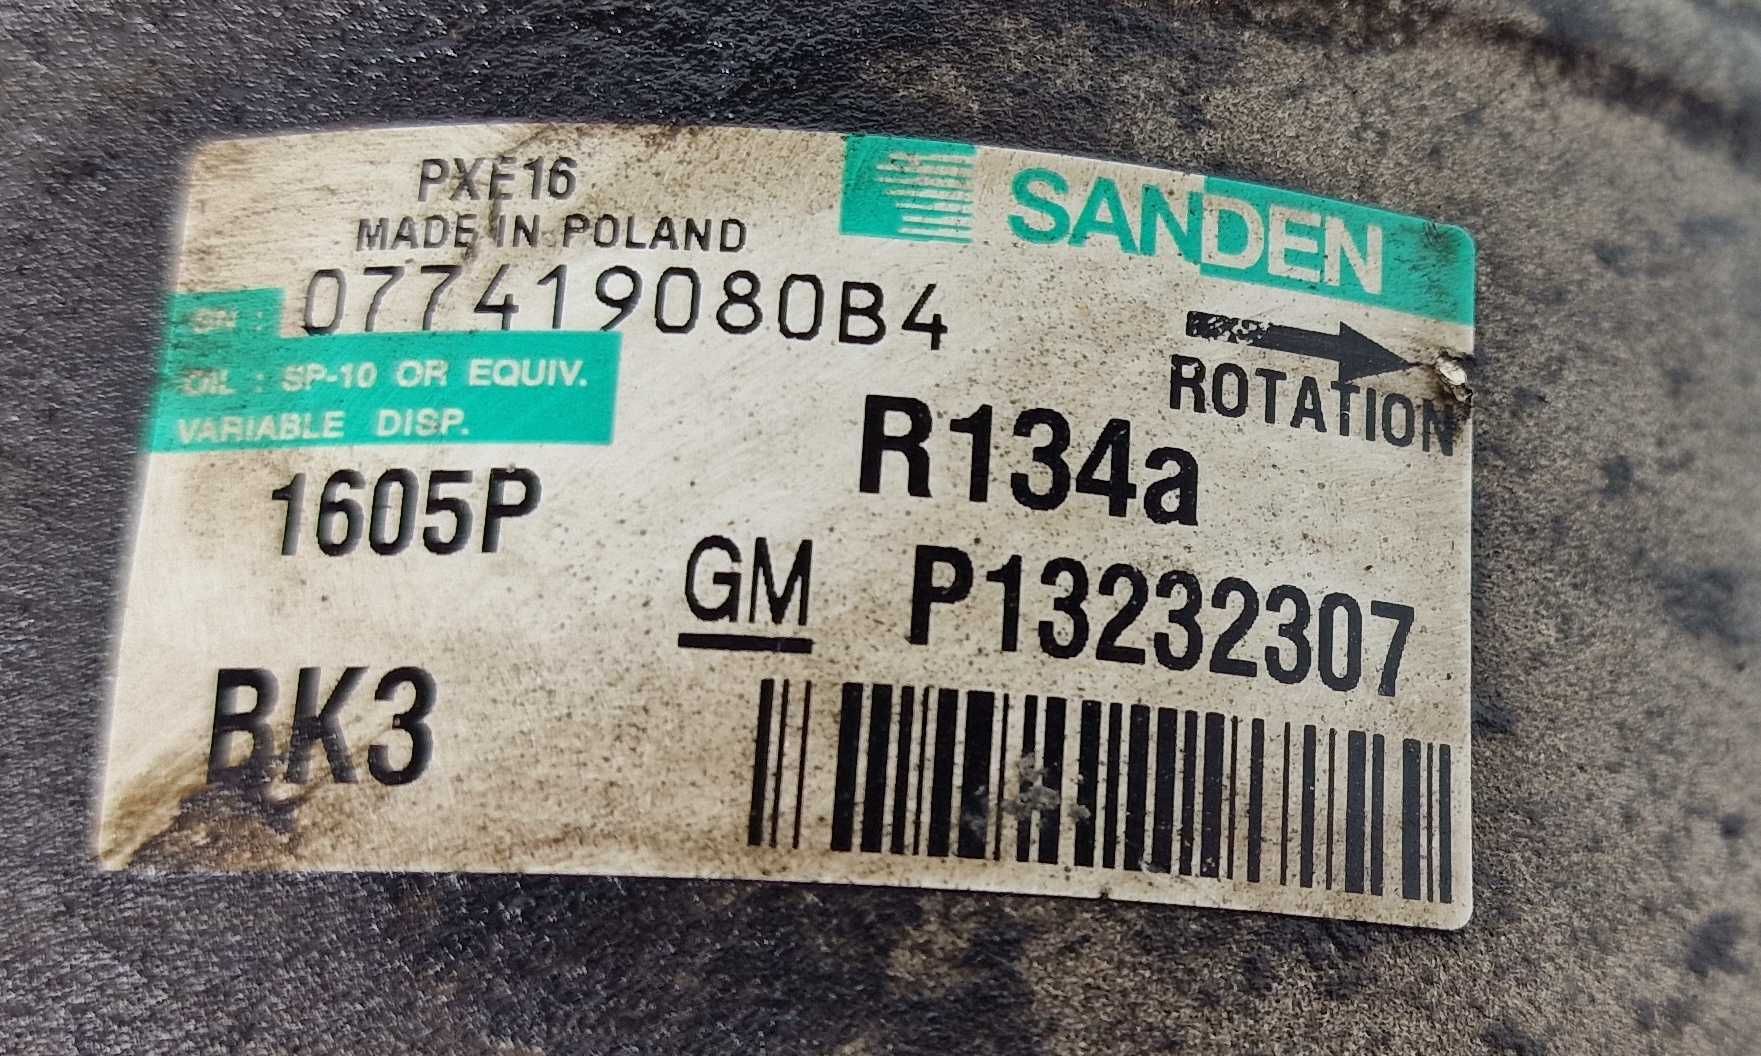 PXE16
MADE IN POLAND
SANDEN
SN : 077419080B4
OIL : SP-10 OR EQUIV.
VARIABLE DISP.
ROTATION
1605P
R134a
GM P13232307
BK3